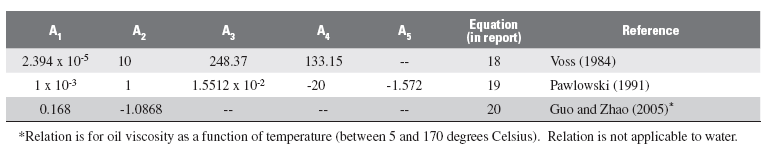 A1 A2 A3 A4 A5 Equation (in report) Reference
2.394 x 10-5 10 248.37 133.15 -- 18 Voss (1984)
1 x 10-3 1 1.5512 x 10-2 -20 -1.572 19 Pawlowski (1991)
0.168 -1.0868 -- -- -- 20 Guo and Zhao (2005)*
*Relation is for oil viscosity as a function of temperature (between 5 and 170 degrees Celsius). Relation is not applicable to water.